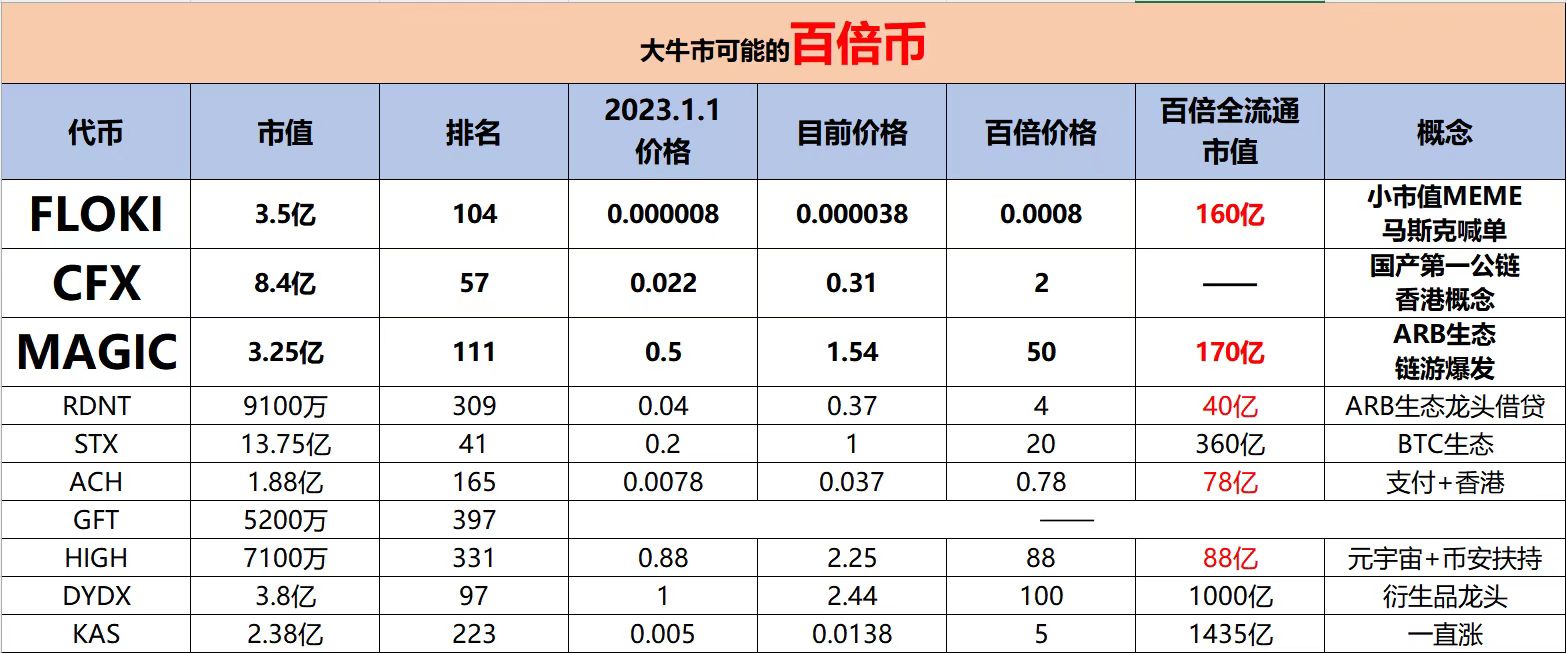 大牛市可能的百倍币
代币 市值 排名 2023.1.1 价格 目前价格 百倍价格 百倍全流通 市值 概念
FLOKI 3.5亿 104 0.000008 0.000038 0.0008 160亿 小市值MEME 马斯克喊单
CFX 8.4亿 57 0.022 0.31 2 —— 国产第一公链 香港概念
MAGIC 3.25亿 111 0.5 1.54 50 170亿 ARB生态 链游爆发
RDNT 9100万 309 0.04 0.37 4 40亿 ARB生态龙头借贷
STX 13.75亿 41 0.2 1 20 360亿 BTC生态
ACH 1.88亿 165 0.0078 0.037 0.78 78亿 支付+香港
GFT 5200万 397 ——
HIGH 7100万 331 0.88 2.25 88 88亿 元宇宙+币安扶持
DYDX 3.8亿 97 1 2.44 100 1000亿 衍生品龙头
KAS 2.38亿 223 0.005 0.0138 5 1435亿 一直涨